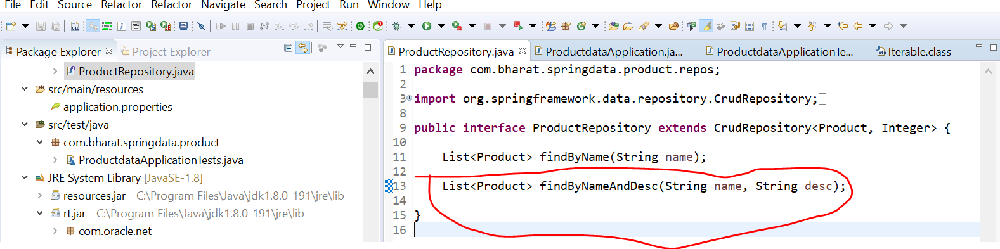 File Edit Source Refactor Refactor Navigate Search Project Run Window Help
Package Explorer
Project Explorer
ProductRepository.java
src/main/resources
application.properties
src/test/java
com.bharat.springdata.product
ProductdataApplicationTests.java
JRE System Library [JavaSE-1.8]
resources.jar - C:\Program Files\Java\jdk1.8.0_191\jre\lib
rt.jar - C:\Program Files\Java\jdk1.8.0_191\jre\lib
com.oracle.net
ProductRepository.java
ProductdataApplication.ja...
ProductdataApplicationTe...
Iterable.class
1 package com.bharat.springdata.product.repos;
2
3 import org.springframework.data.repository.CrudRepository;
8
9 public interface ProductRepository extends CrudRepository<Product, Integer> {
10
11 List<Product> findByName(String name);
12
13 List<Product> findByNameAndDesc(String name, String desc);
14
15 }
16